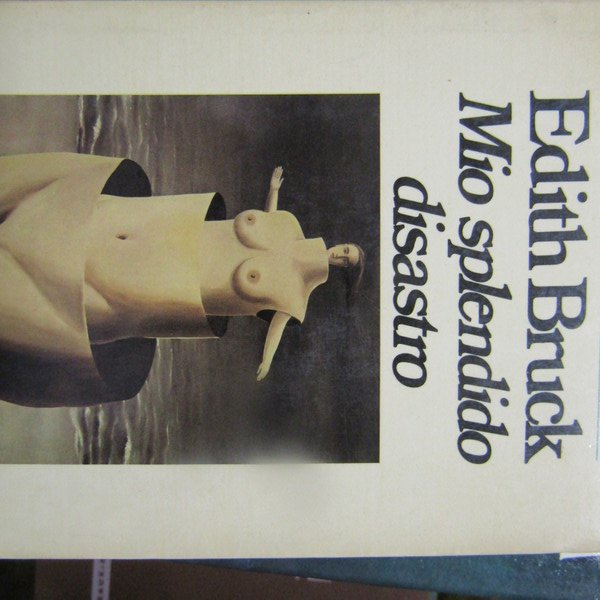 Edith Bruck
Mio splendido
disastro